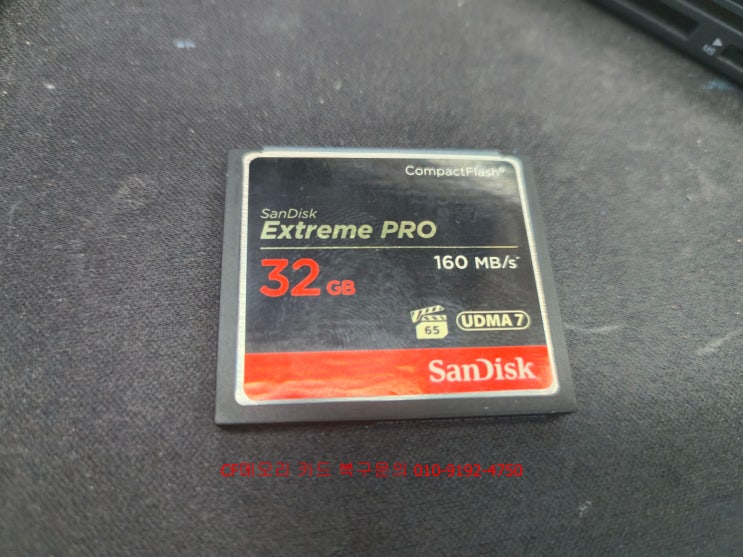 MS
CompactFlash®
SanDisk
Extreme PRO
32 GB
160 MB/s*
65
UDMA 7
SanDisk
CF메모리 카드 복구문의 010-9192-4750